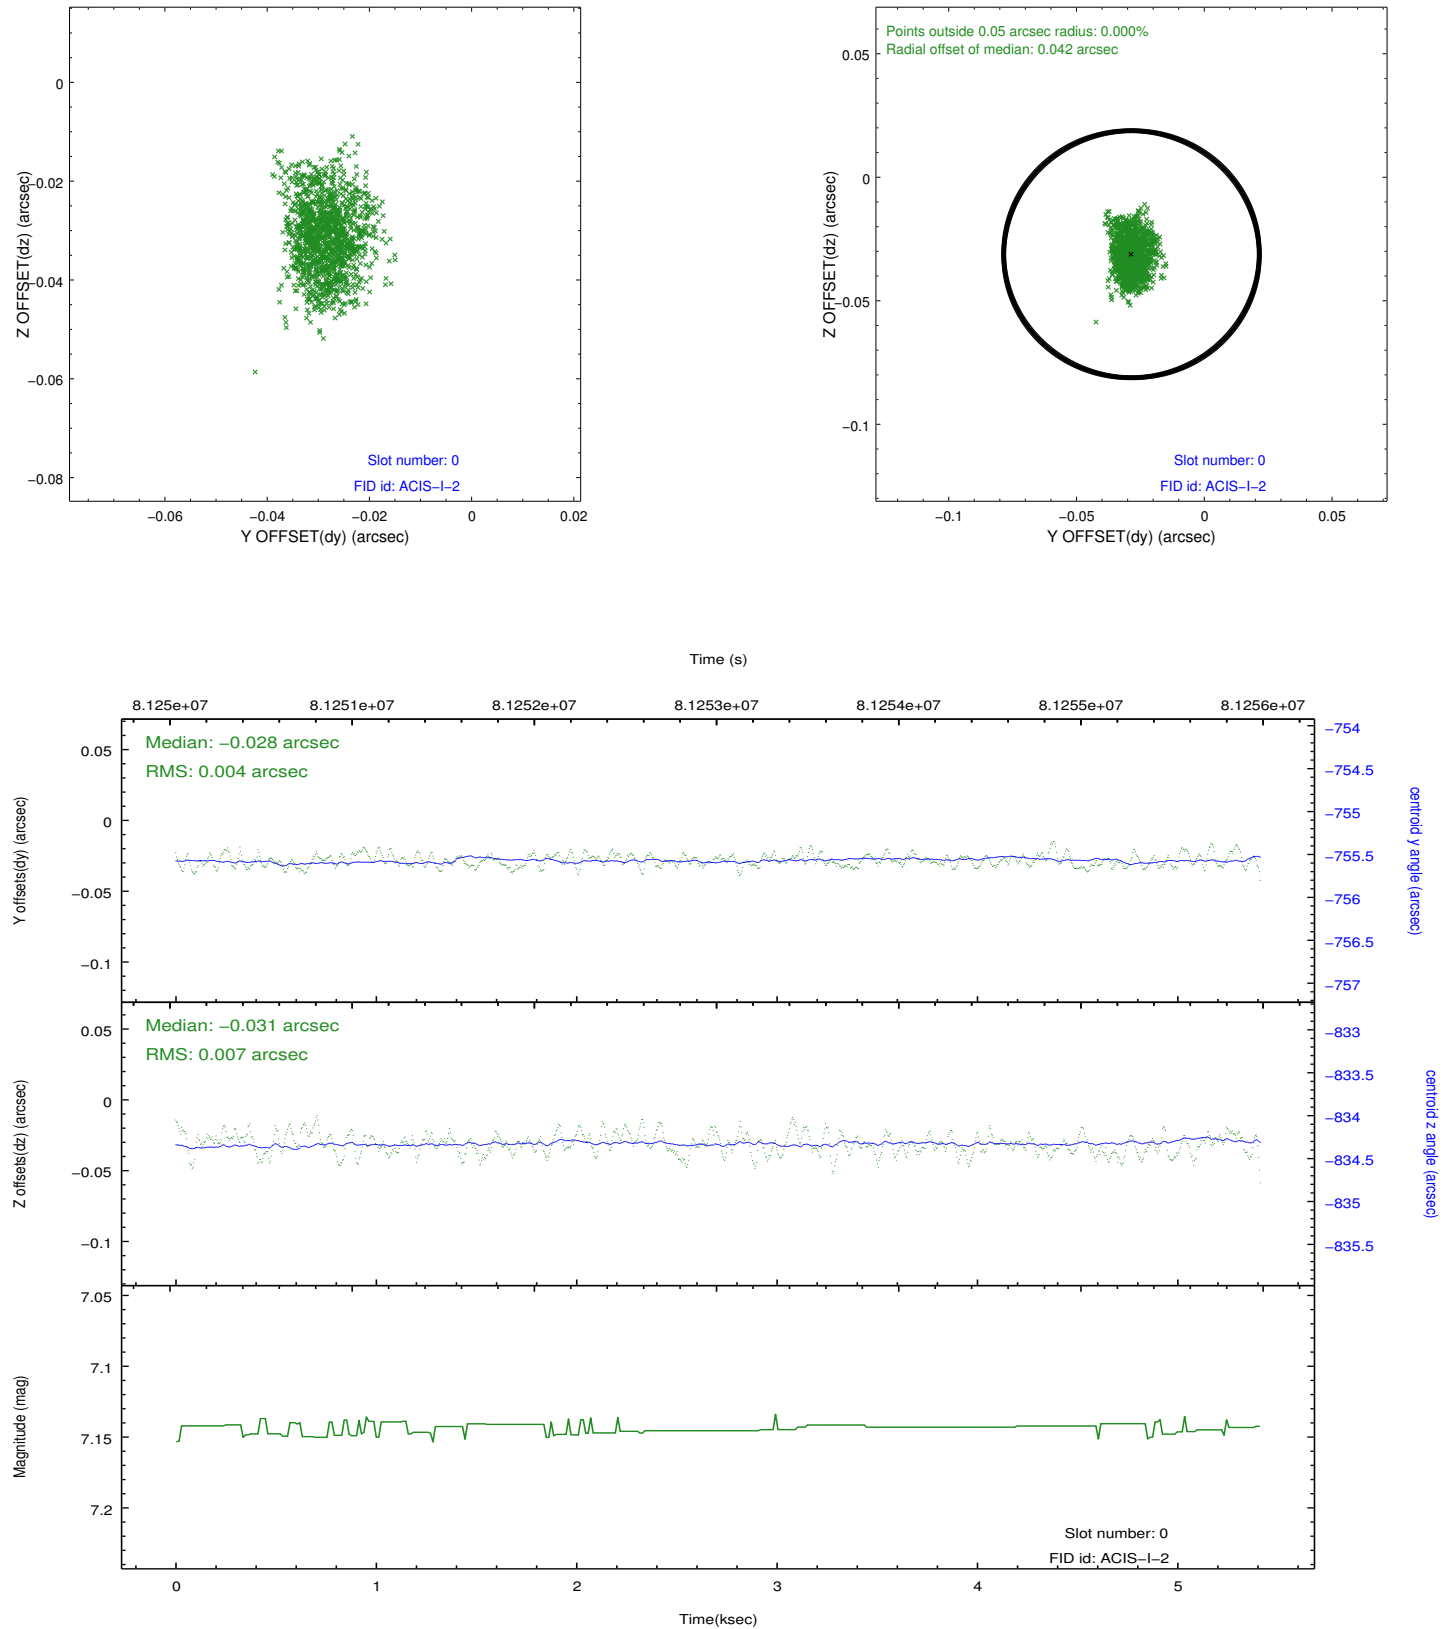 0
−0.02
−0.04
−0.06
−0.08
Z OFFSET(dz) (arcsec)
Slot number: 0
FID id: ACIS−I−2
−0.06
−0.04
−0.02
0
0.02
Y OFFSET(dy) (arcsec)
Points outside 0.05 arcsec radius: 0.000%
Radial offset of median: 0.042 arcsec
0.05
0
−0.05
−0.1
Z OFFSET(dz) (arcsec)
Slot number: 0
FID id: ACIS−I−2
−0.1
−0.05
0
0.05
Y OFFSET(dy) (arcsec)
Time (s)
8.125e+07
8.1251e+07
8.1252e+07
8.1253e+07
8.1254e+07
8.1255e+07
8.1256e+07
Median: −0.028 arcsec
RMS: 0.004 arcsec
0.05
0
−0.05
−0.1
Y offsets(dy) (arcsec)
−754
−754.5
−755
−755.5
−756
−756.5
−757
centroid y angle (arcsec)
Median: −0.031 arcsec
RMS: 0.007 arcsec
0.05
0
−0.05
−0.1
Z offsets(dz) (arcsec)
−833
−833.5
−834
−834.5
−835
−835.5
centroid z angle (arcsec)
7.05
7.1
7.15
7.2
Magnitude (mag)
Slot number: 0
FID id: ACIS−I−2
0
1
2
3
4
5
Time(ksec)